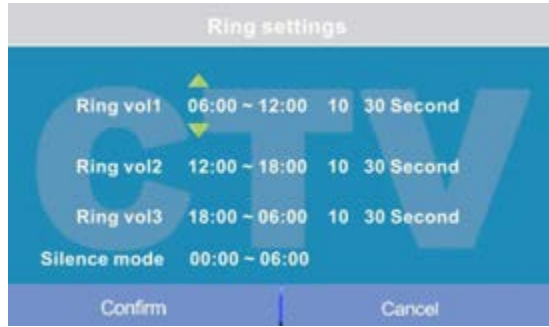 Ring settings
CTV
Ring vol1 06:00 ~ 12:00 10 30 Second
Ring vol2 12:00 ~ 18:00 10 30 Second
Ring vol3 18:00 ~ 06:00 10 30 Second
Silence mode 00:00 ~ 06:00
Confirm Cancel